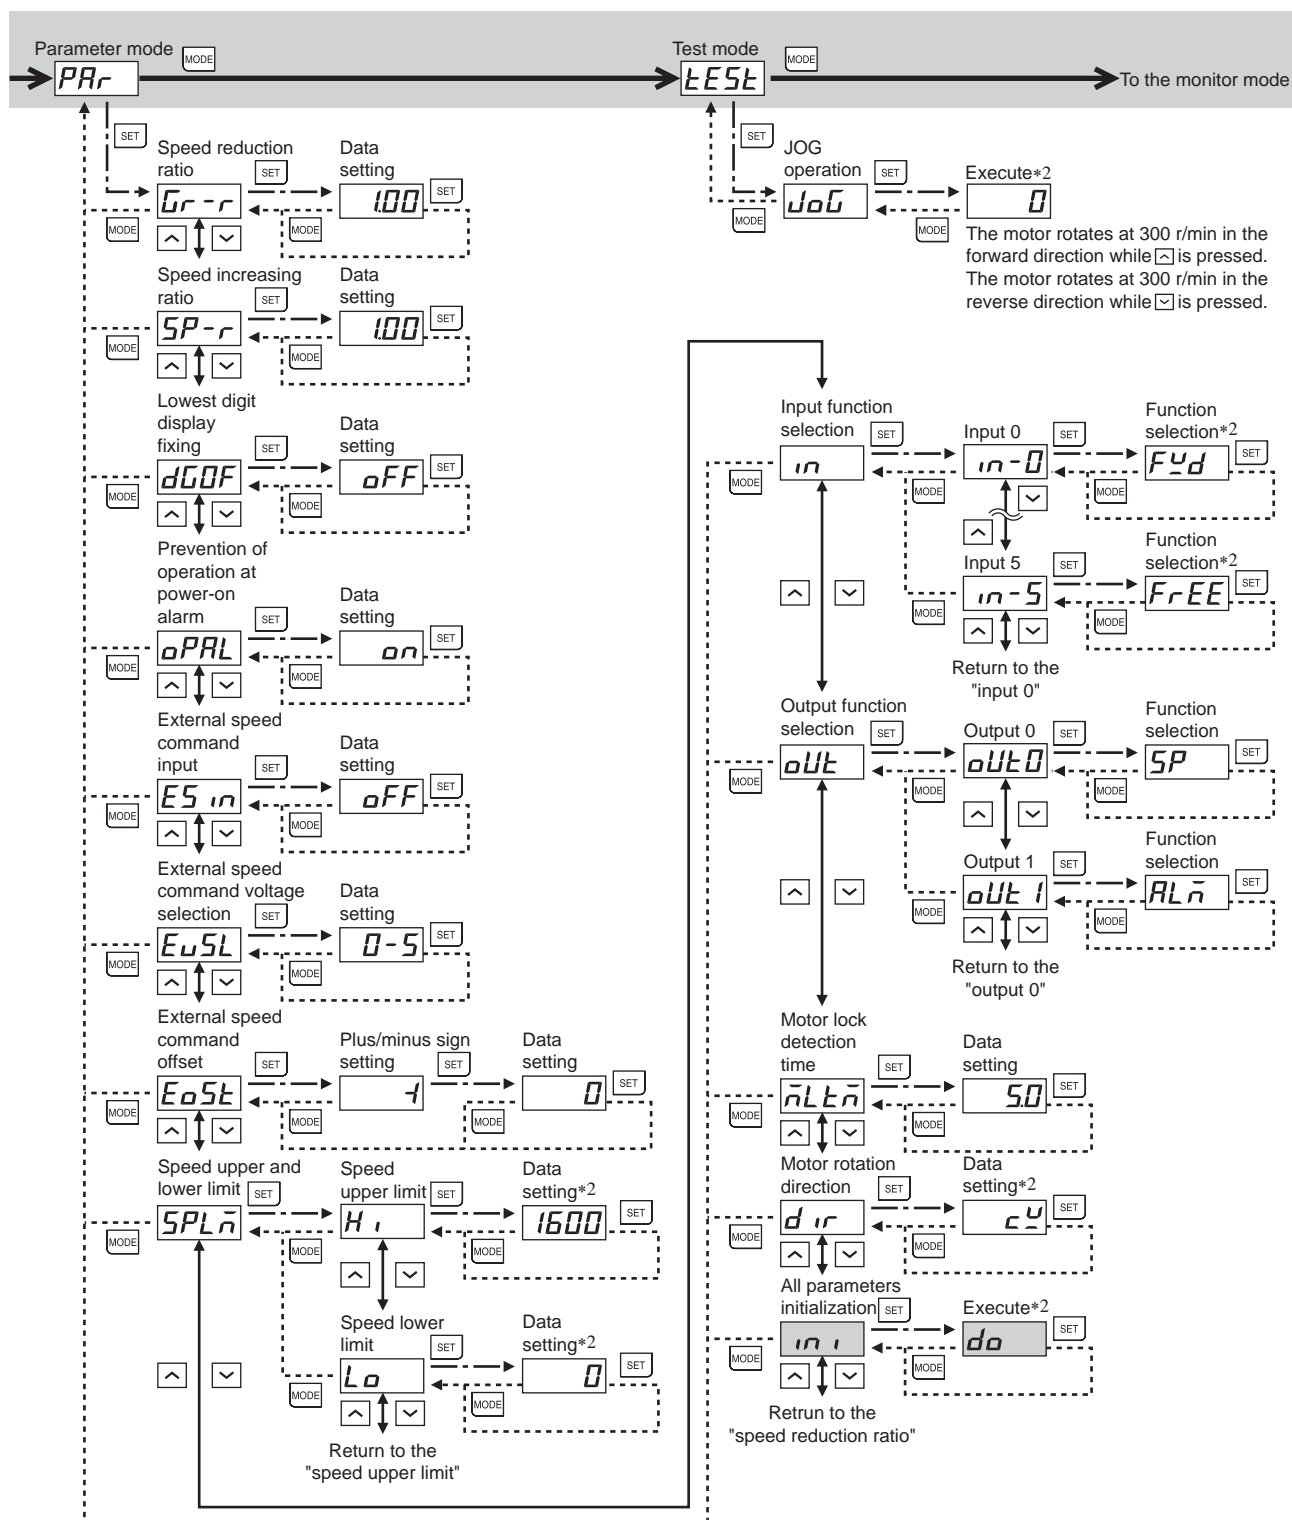 Parameter mode
MODE
PAr
Test mode
MODE
tESt
To the monitor mode
SET
Speed reduction
ratio
SET
Data
setting
Gr-r
1.00
SET
MODE
MODE
Speed increasing
ratio
SET
Data
setting
SP-r
1.00
SET
MODE
MODE
Lowest digit
display
fixing
SET
Data
setting
dGOF
oFF
SET
MODE
MODE
Prevention of
operation at
power-on
alarm
SET
Data
setting
oPAL
on
SET
MODE
MODE
External speed
command
input
SET
Data
setting
ES in
oFF
SET
MODE
MODE
External speed
command voltage
selection
SET
Data
setting
EvSL
0-5
SET
MODE
MODE
External speed
command
offset
SET
Plus/minus sign
setting
SET
Data
setting
EoSt
0
SET
MODE
MODE
MODE
Speed upper and
lower limit
SET
Speed
upper limit
SET
Data
setting*2
SPLm
Hi
1600
SET
MODE
MODE
MODE
Speed lower
limit
SET
Data
setting*2
Lo
0
SET
MODE
MODE
Return to the
"speed upper limit"
SET
JOG
operation
SET
Execute*2
JoG
0
MODE
MODE
The motor rotates at 300 r/min in the
forward direction while is pressed.
The motor rotates at 300 r/min in the
reverse direction while is pressed.
Input function
selection
SET
Input 0
SET
Function
selection*2
in
in-0
Fwd
SET
MODE
MODE
MODE
Input 5
SET
Function
selection*2
in-5
FrEE
SET
MODE
MODE
Return to the
"input 0"
Output function
selection
SET
Output 0
SET
Function
selection
oUt
oUt0
SP
SET
MODE
MODE
MODE
Output 1
SET
Function
selection
oUt1
ALm
SET
MODE
MODE
Return to the
"output 0"
Motor lock
detection
time
SET
Data
setting
mLtm
5.0
SET
MODE
MODE
Motor rotation
direction
SET
Data
setting*2
dir
cw
SET
MODE
MODE
All parameters
initialization
SET
Execute*2
ini
do
SET
MODE
MODE
Retrun to the
"speed reduction ratio"